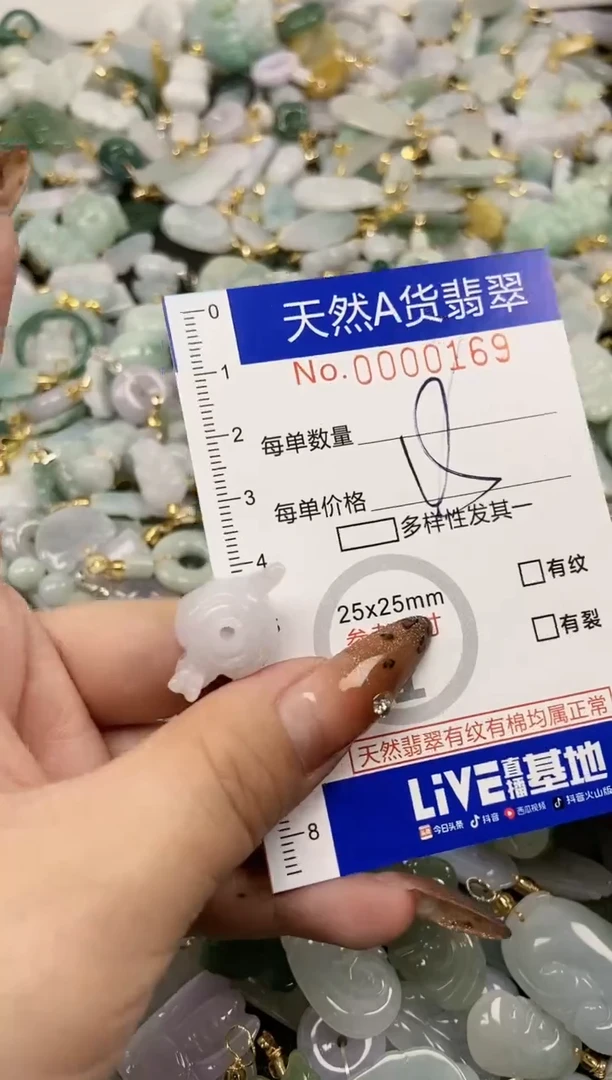 0
天然A货翡翠
No.0000169
1
2
每单数量
3
每单价格
多样性发其一
4
有纹
25x25mm
有裂
天然翡翠有纹有棉均属正常
LiVE直播基地
今日头条 抖音 西瓜视频 抖音火山版
8